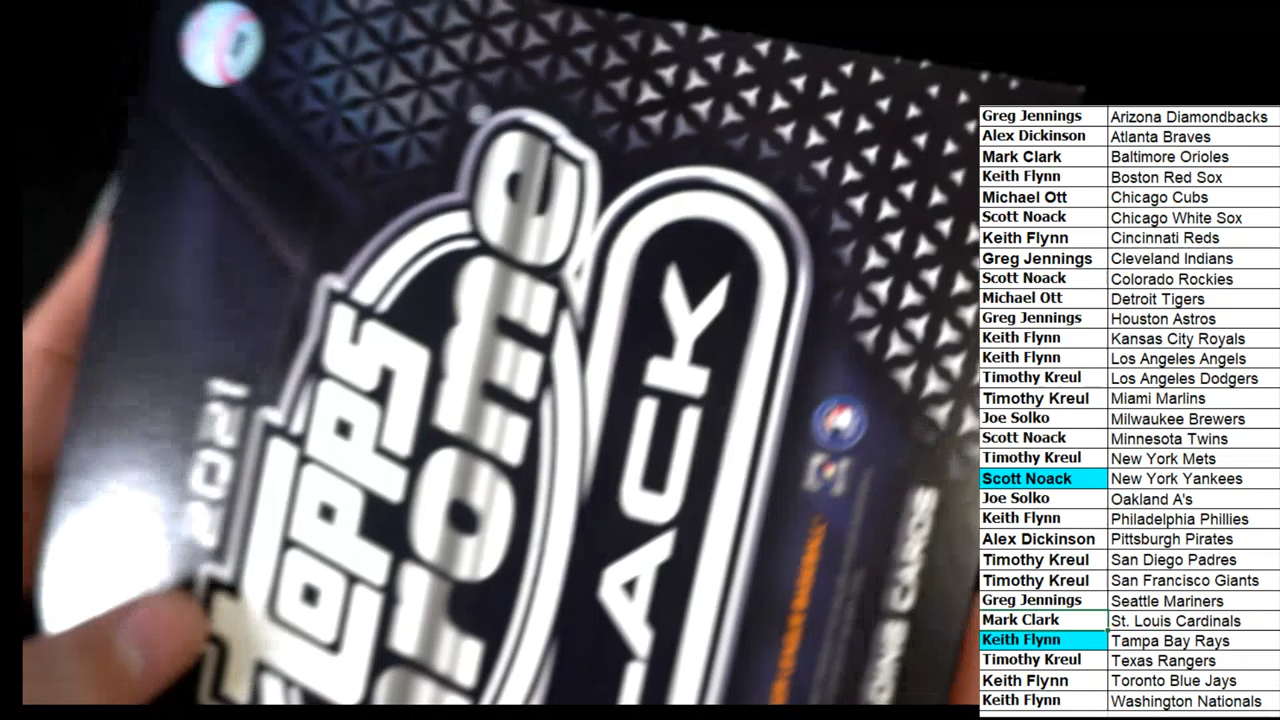 2021
topps
chrome
BLACK
Greg Jennings Arizona Diamondbacks
Alex Dickinson Atlanta Braves
Mark Clark Baltimore Orioles
Keith Flynn Boston Red Sox
Michael Ott Chicago Cubs
Scott Noack Chicago White Sox
Keith Flynn Cincinnati Reds
Greg Jennings Cleveland Indians
Scott Noack Colorado Rockies
Michael Ott Detroit Tigers
Greg Jennings Houston Astros
Keith Flynn Kansas City Royals
Keith Flynn Los Angeles Angels
Timothy Kreul Los Angeles Dodgers
Timothy Kreul Miami Marlins
Joe Solko Milwaukee Brewers
Scott Noack Minnesota Twins
Timothy Kreul New York Mets
Scott Noack New York Yankees
Joe Solko Oakland A's
Keith Flynn Philadelphia Phillies
Alex Dickinson Pittsburgh Pirates
Timothy Kreul San Diego Padres
Timothy Kreul San Francisco Giants
Greg Jennings Seattle Mariners
Mark Clark St. Louis Cardinals
Keith Flynn Tampa Bay Rays
Timothy Kreul Texas Rangers
Keith Flynn Toronto Blue Jays
Keith Flynn Washington Nationals